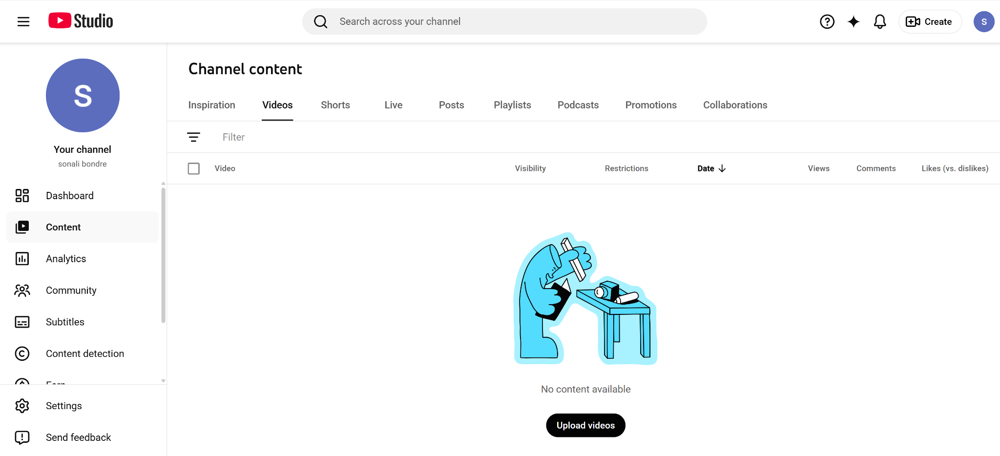 Studio
Search across your channel
Create
S
S
Your channel
sonali bondre
Dashboard
Content
Analytics
Community
Subtitles
Content detection
Earn
Settings
Send feedback
Channel content
Inspiration Videos Shorts Live Posts Playlists Podcasts Promotions Collaborations
Filter
Video Visibility Restrictions Date Views Comments Likes (vs. dislikes)
No content available
Upload videos